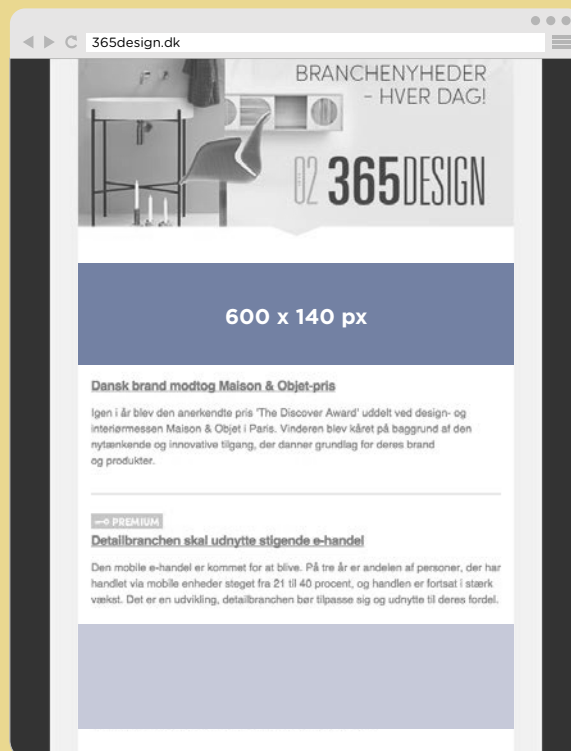 365design.dk
BRANCHENYHEDER
- HVER DAG!
02 365DESIGN
600 x 140 px
Dansk brand modtog Maison & Objet-pris
Igen i år blev den anerkendte pris 'The Discover Award' uddelt ved design- og
interiørmessen Maison & Objet i Paris. Vinderen blev kåret på baggrund af den
nytænkende og innovative tilgang, der danner grundlag for deres brand
og produkter.
PREMIUM
Detailbranchen skal udnytte stigende e-handel
Den mobile e-handel er kommet for at blive. På tre år er andelen af personer, der har
handlet via mobile enheder steget fra 21 til 40 procent, og handlen er fortsat i stærk
vækst. Det er en udvikling, detailbranchen bør tilpasse sig og udnytte til deres fordel.